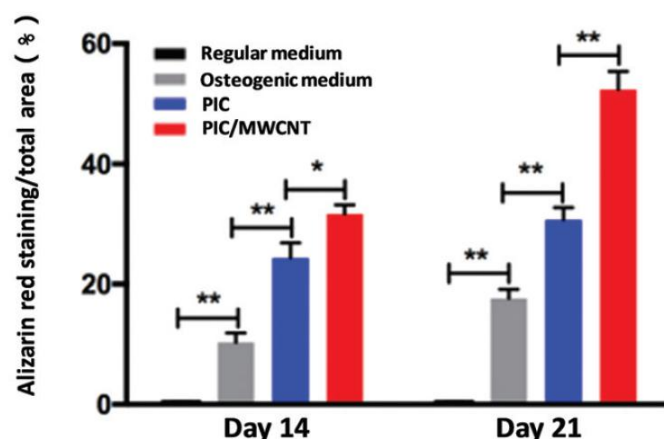 Alizarin red staining/total area ( % )
60
40
20
0
Regular medium
Osteogenic medium
PIC
PIC/MWCNT
**
**
*
**
**
**
Day 14
Day 21